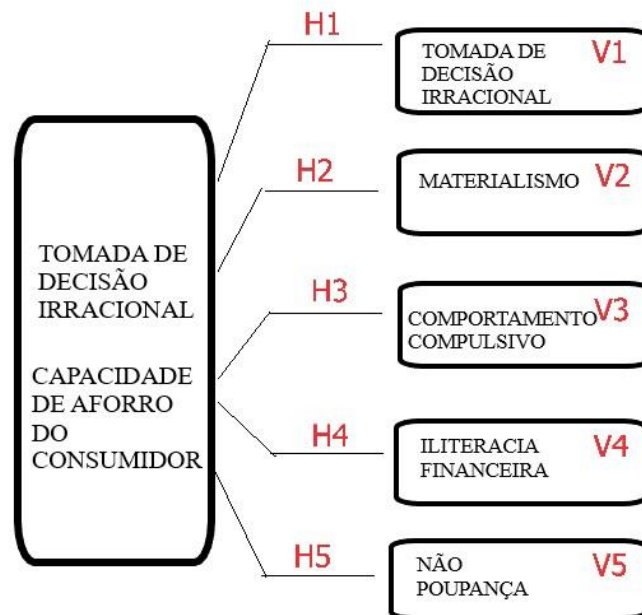 TOMADA DE
DECISÃO
IRRACIONAL
CAPACIDADE
DE AFORRO
DO
CONSUMIDOR
H1
TOMADA DE
DECISÃO
IRRACIONAL
V1
H2
MATERIALISMO
V2
H3
COMPORTAMENTO
COMPULSIVO
V3
H4
ILITERACIA
FINANCEIRA
V4
H5
NÃO
POUPANÇA
V5